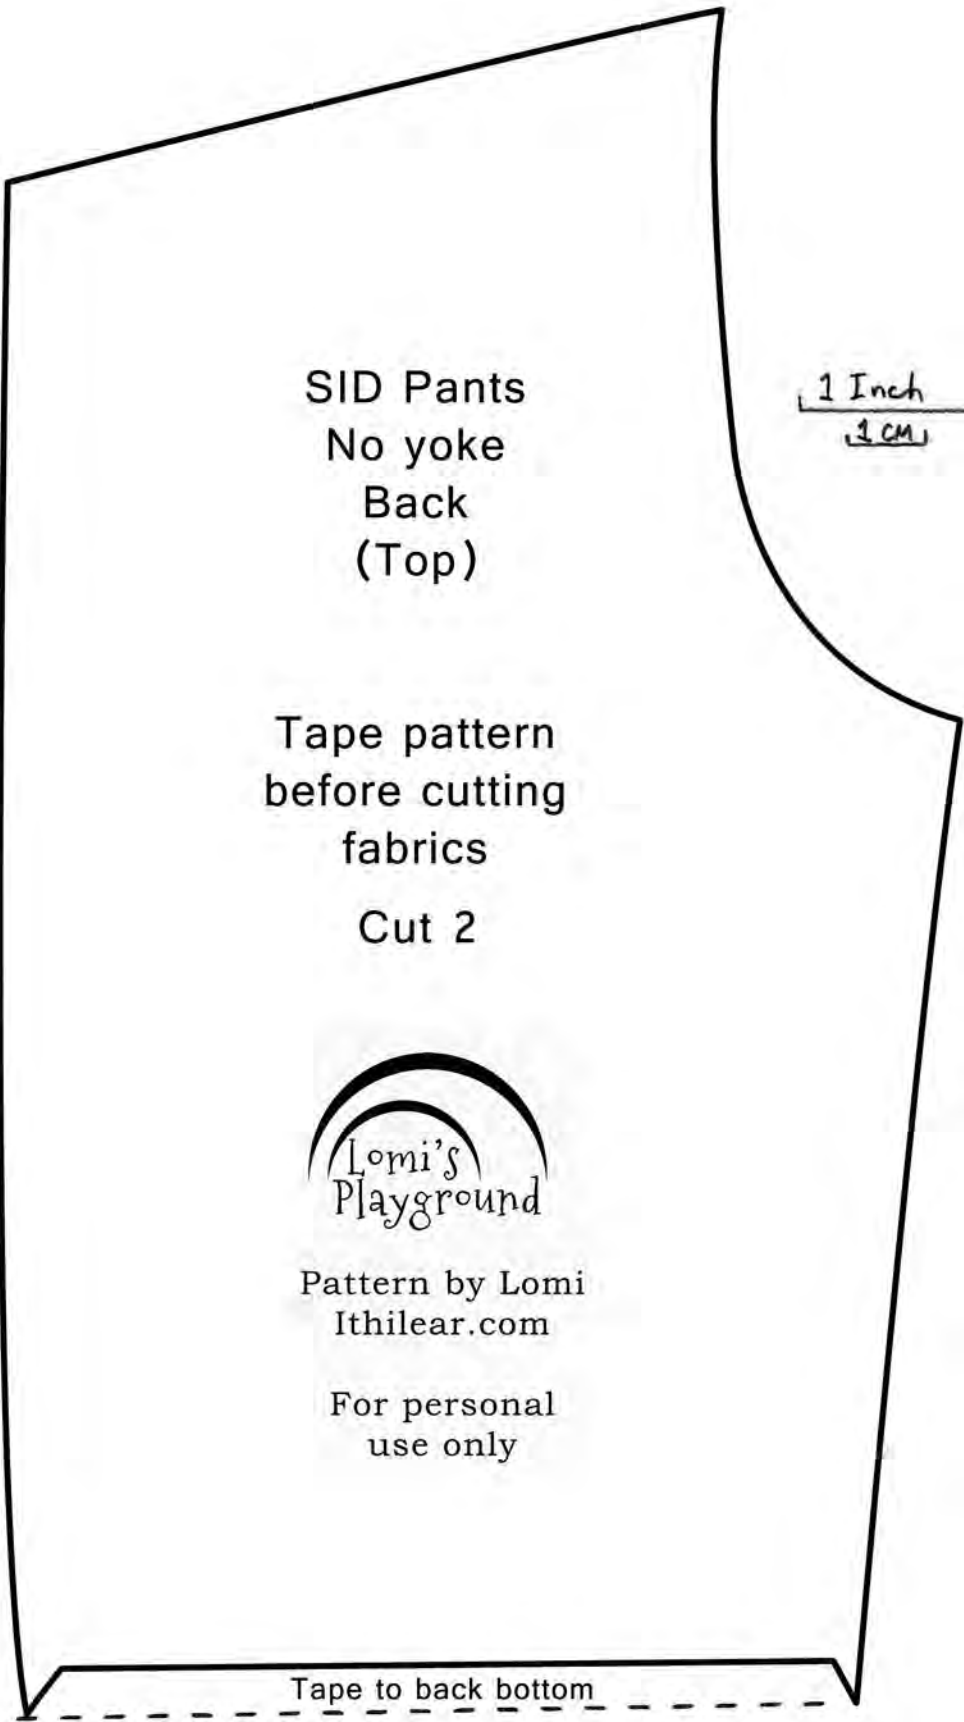 SID Pants
No yoke
Back
(Top)
1 Inch
1 CM
Tape pattern
before cutting
fabrics
Cut 2
Lomi's
Playground
Pattern by Lomi
Ithilear.com
For personal
use only
Tape to back bottom